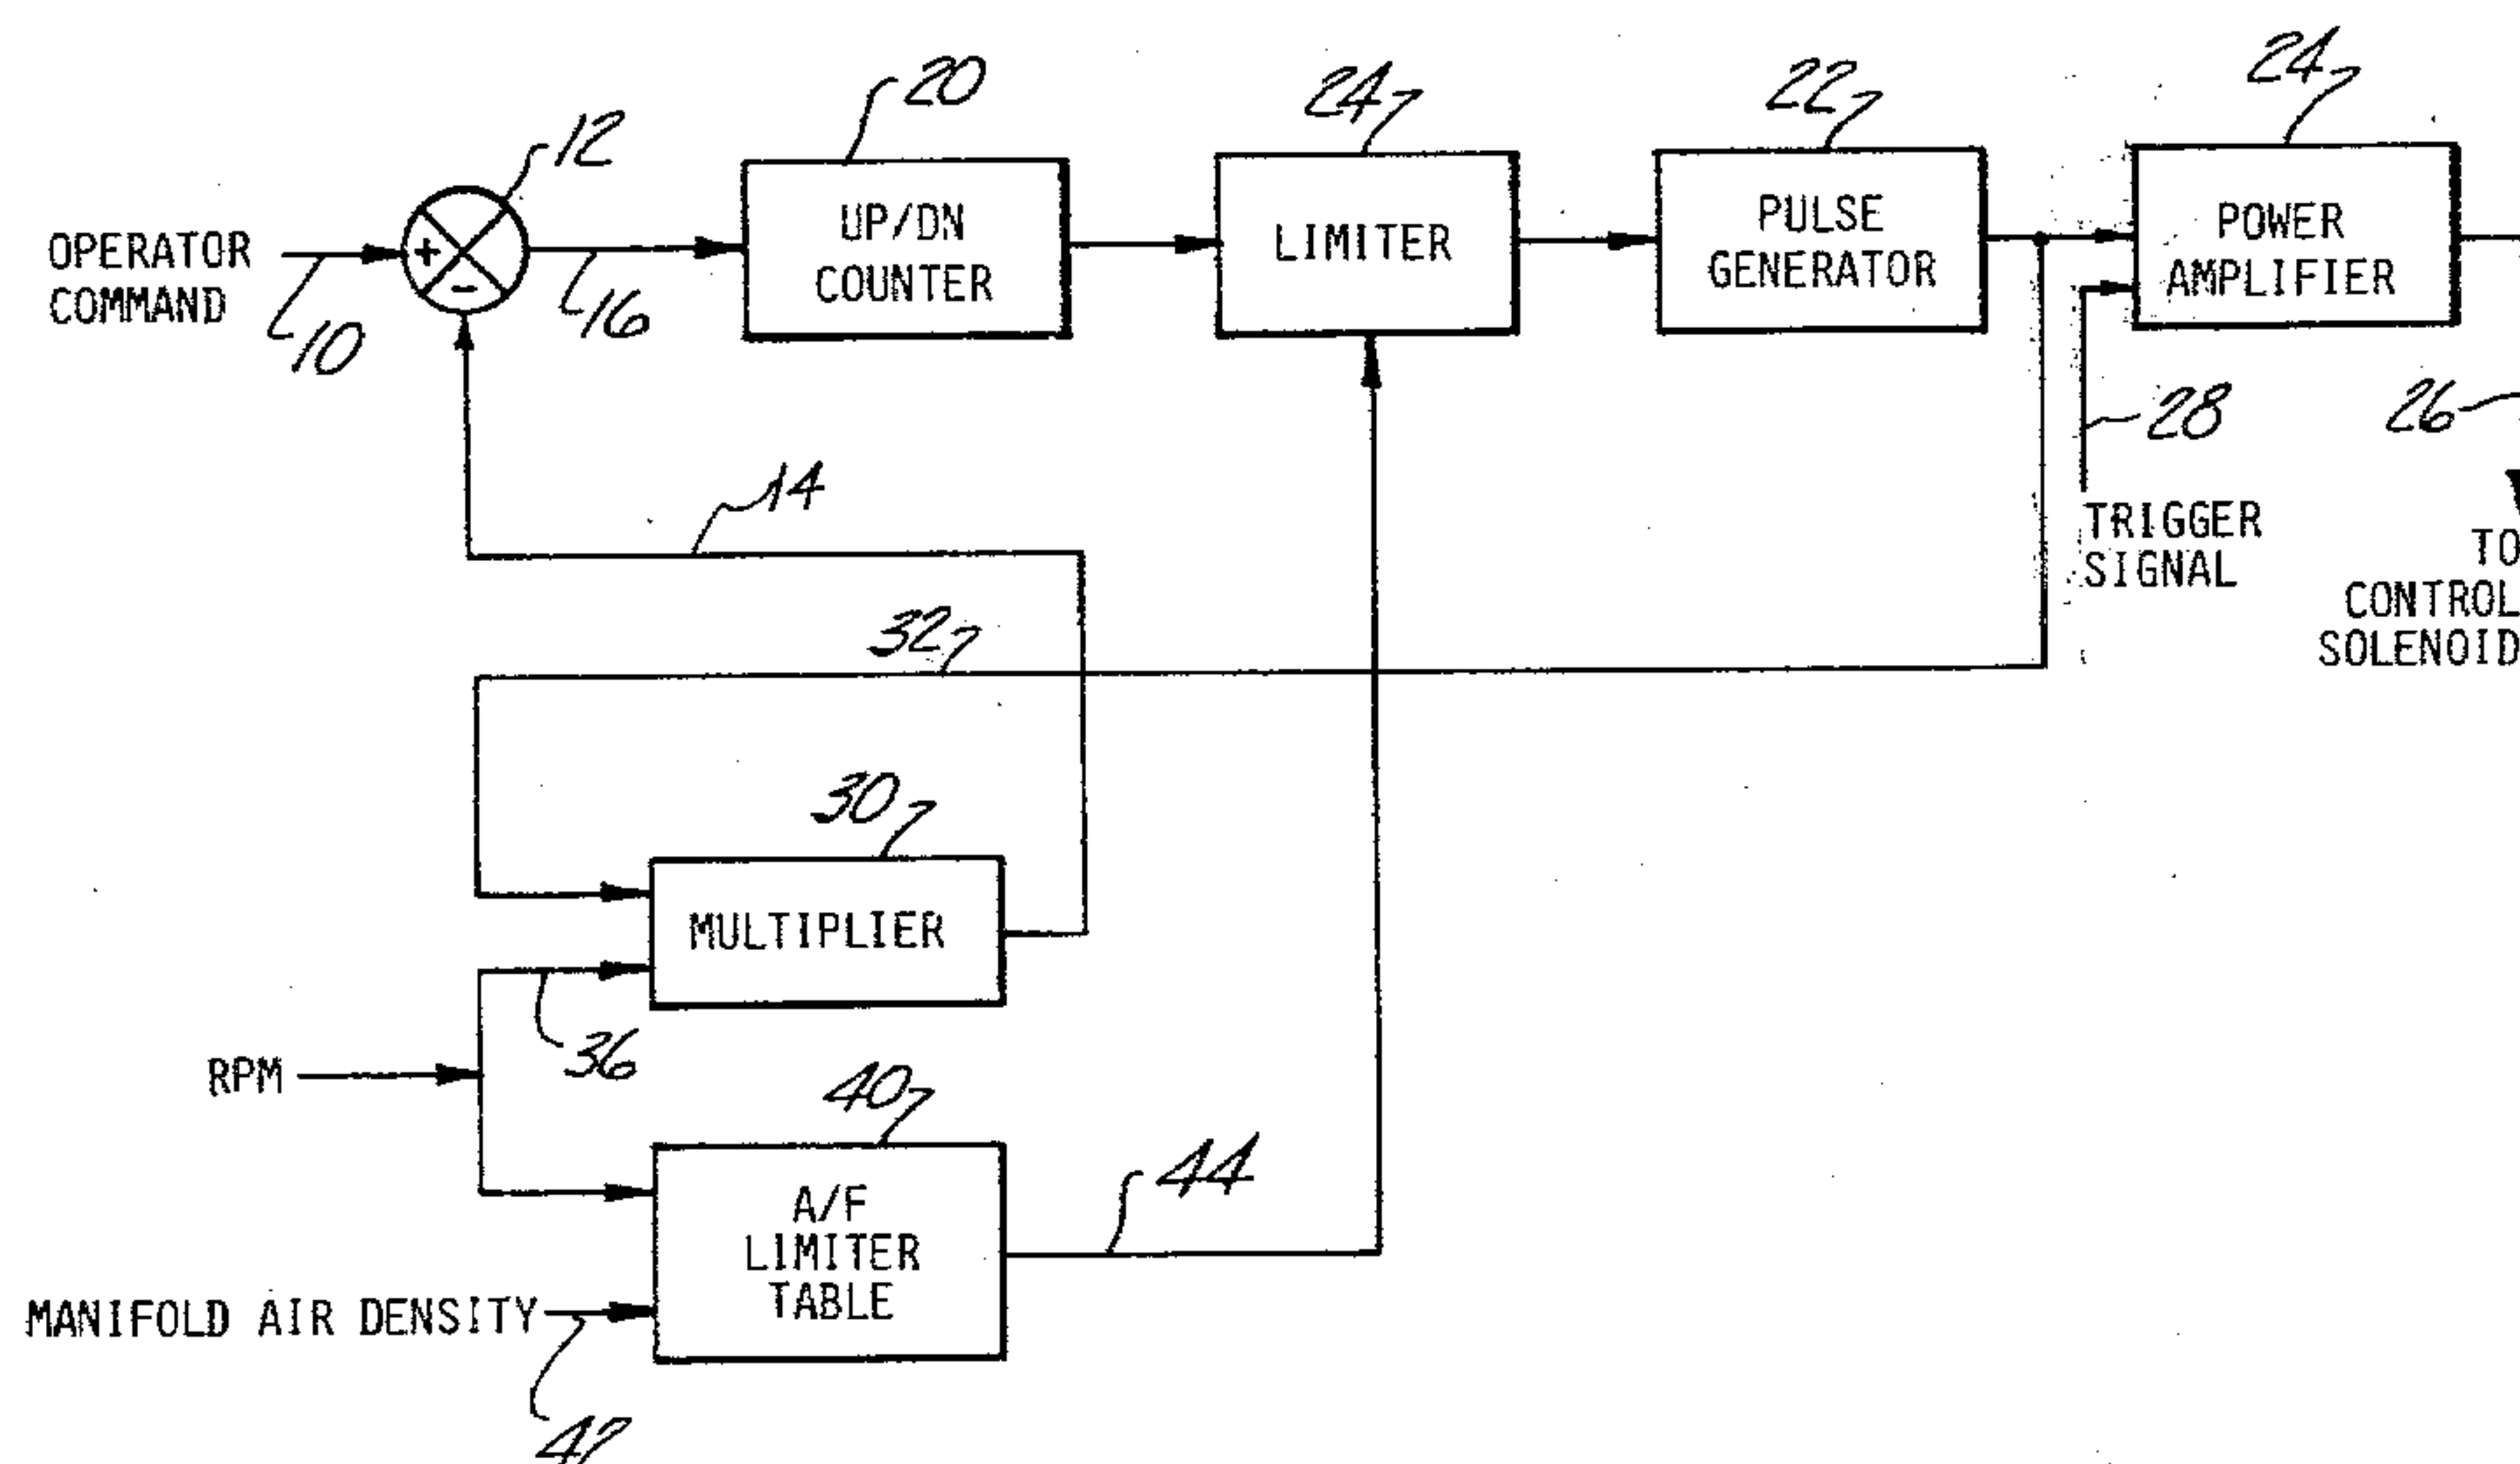 20
24
22
24
12
OPERATOR
COMMAND
+
-
10
16
UP/DN
COUNTER
LIMITER
PULSE
GENERATOR
POWER
AMPLIFIER
28
26
14
TRIGGER
SIGNAL
TO
CONTROL
SOLENOID
32
30
MULTIPLIER
36
RPM
40
A/F
LIMITER
TABLE
44
MANIFOLD AIR DENSITY
42